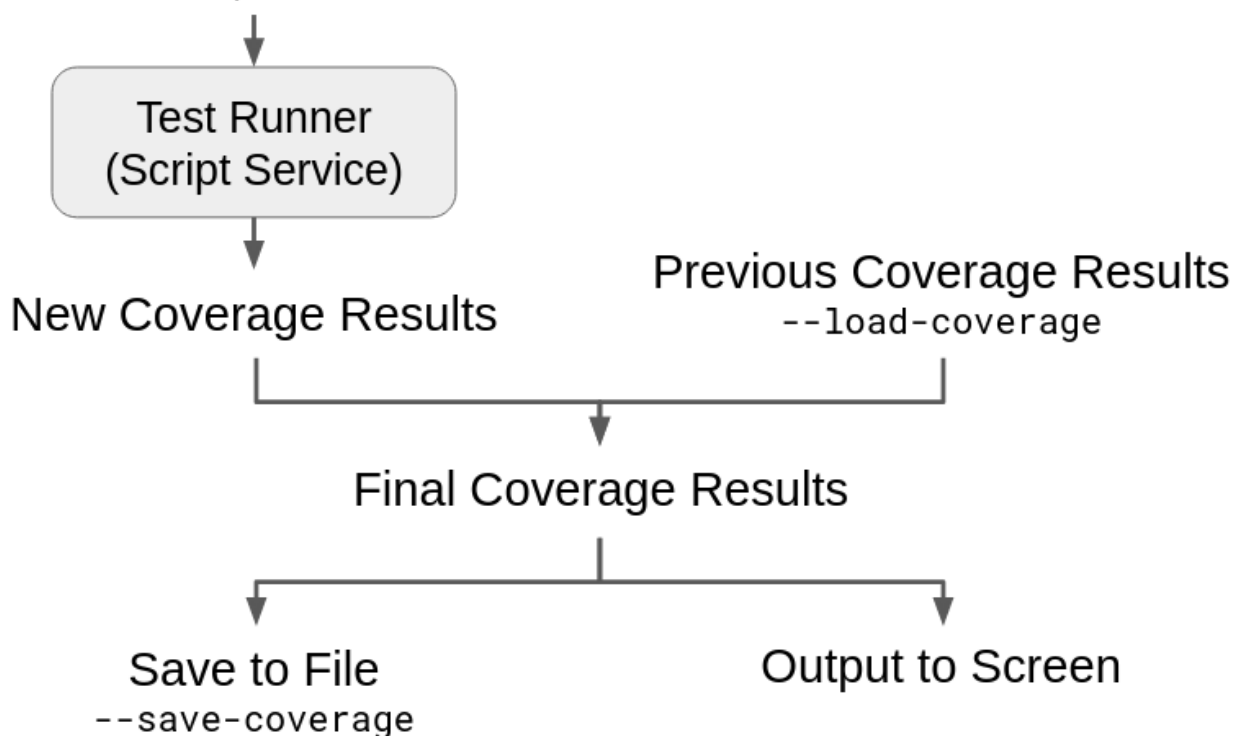 Test Runner
(Script Service)
New Coverage Results
Previous Coverage Results
--load-coverage
Final Coverage Results
Save to File
--save-coverage
Output to Screen